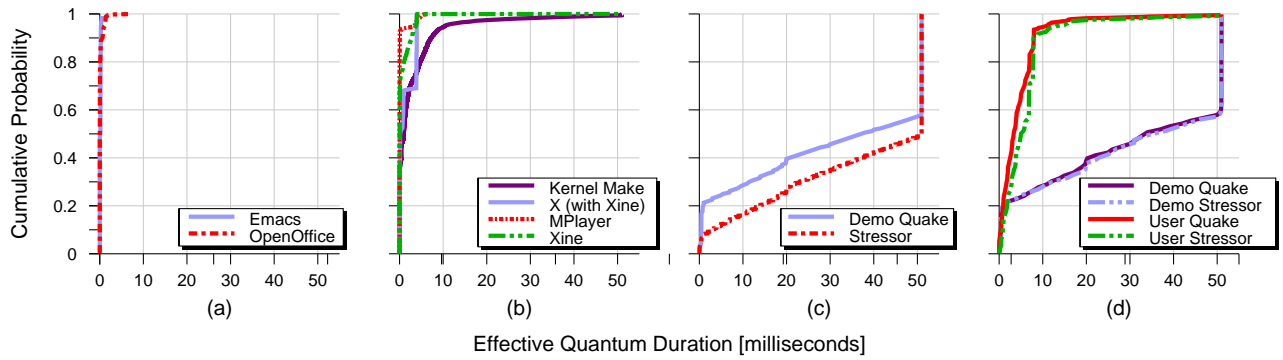 Cumulative Probability
1
0.8
0.6
0.4
0.2
0
Emacs
OpenOffice
0 10 20 30 40 50
(a)
Kernel Make
X (with Xine)
MPlayer
Xine
0 10 20 30 40 50
(b)
Demo Quake
Stressor
0 10 20 30 40 50
(c)
Demo Quake
Demo Stressor
User Quake
User Stressor
0 10 20 30 40 50
(d)
Effective Quantum Duration [milliseconds]